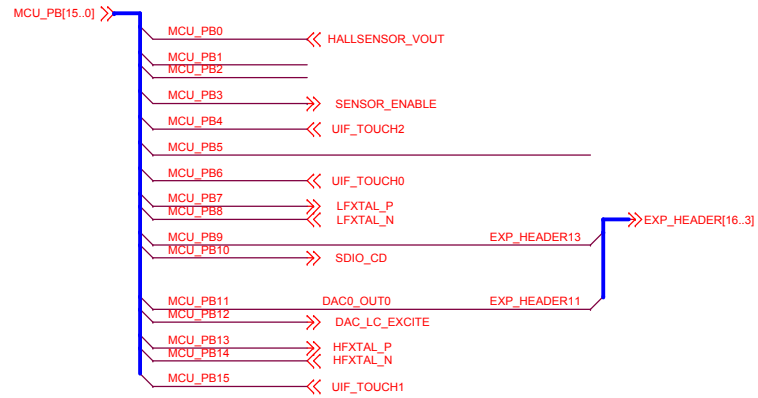 MCU_PB[15..0]
MCU_PB0 HALLSENSOR_VOUT
MCU_PB1
MCU_PB2
MCU_PB3 SENSOR_ENABLE
MCU_PB4 UIF_TOUCH2
MCU_PB5
MCU_PB6 UIF_TOUCH0
MCU_PB7 LFXTAL_P
MCU_PB8 LFXTAL_N
EXP_HEADER[16..3]
MCU_PB9 EXP_HEADER13
MCU_PB10 SDIO_CD
MCU_PB11 DAC0_OUT0 EXP_HEADER11
MCU_PB12 DAC_LC_EXCITE
MCU_PB13 HFXTAL_P
MCU_PB14 HFXTAL_N
MCU_PB15 UIF_TOUCH1